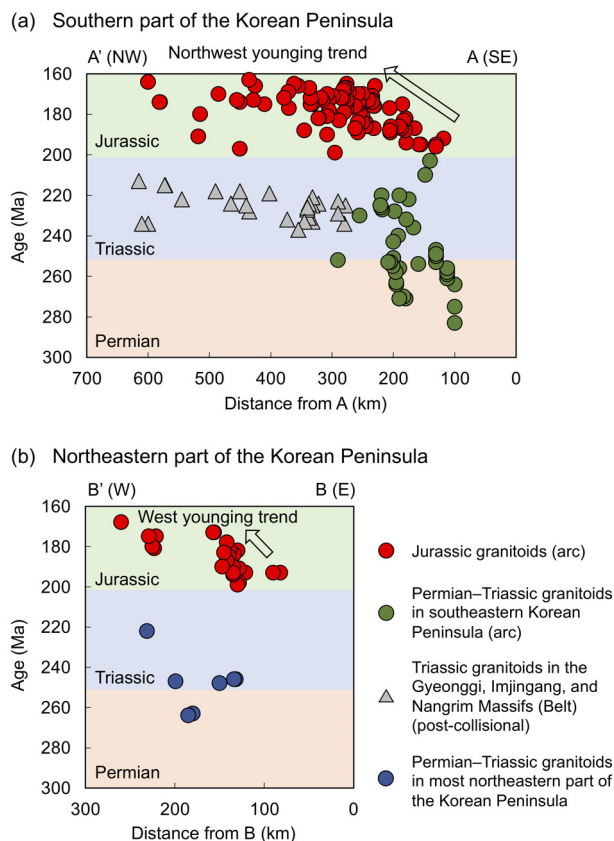 (a) Southern part of the Korean Peninsula
A' (NW) Northwest younging trend A (SE)
160
180
Jurassic
200
220
Age (Ma)
240
Triassic
260
280
Permian
300
700 600 500 400 300 200 100 0
Distance from A (km)
(b) Northeastern part of the Korean Peninsula
B' (W) B (E)
160
West younging trend
180
Jurassic
200
220
Age (Ma)
240
Triassic
260
280
Permian
300
300 200 100 0
Distance from B (km)
Jurassic granitoids (arc)
Permian–Triassic granitoids
in southeastern Korean
Peninsula (arc)
Triassic granitoids in the
Gyeonggi, Imjingang, and
Nangrim Massifs (Belt)
(post-collisional)
Permian–Triassic granitoids
in most northeastern part of
the Korean Peninsula